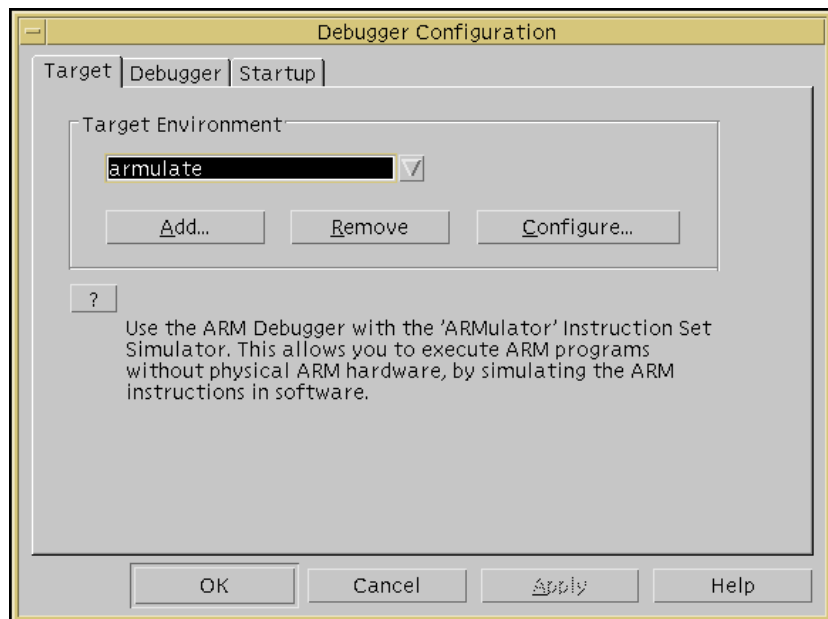 Debugger Configuration
Target Debugger Startup
Target Environment
armulate
Add... Remove Configure...
?
Use the ARM Debugger with the 'ARMulator' Instruction Set
Simulator. This allows you to execute ARM programs
without physical ARM hardware, by simulating the ARM
instructions in software.
OK Cancel Apply Help